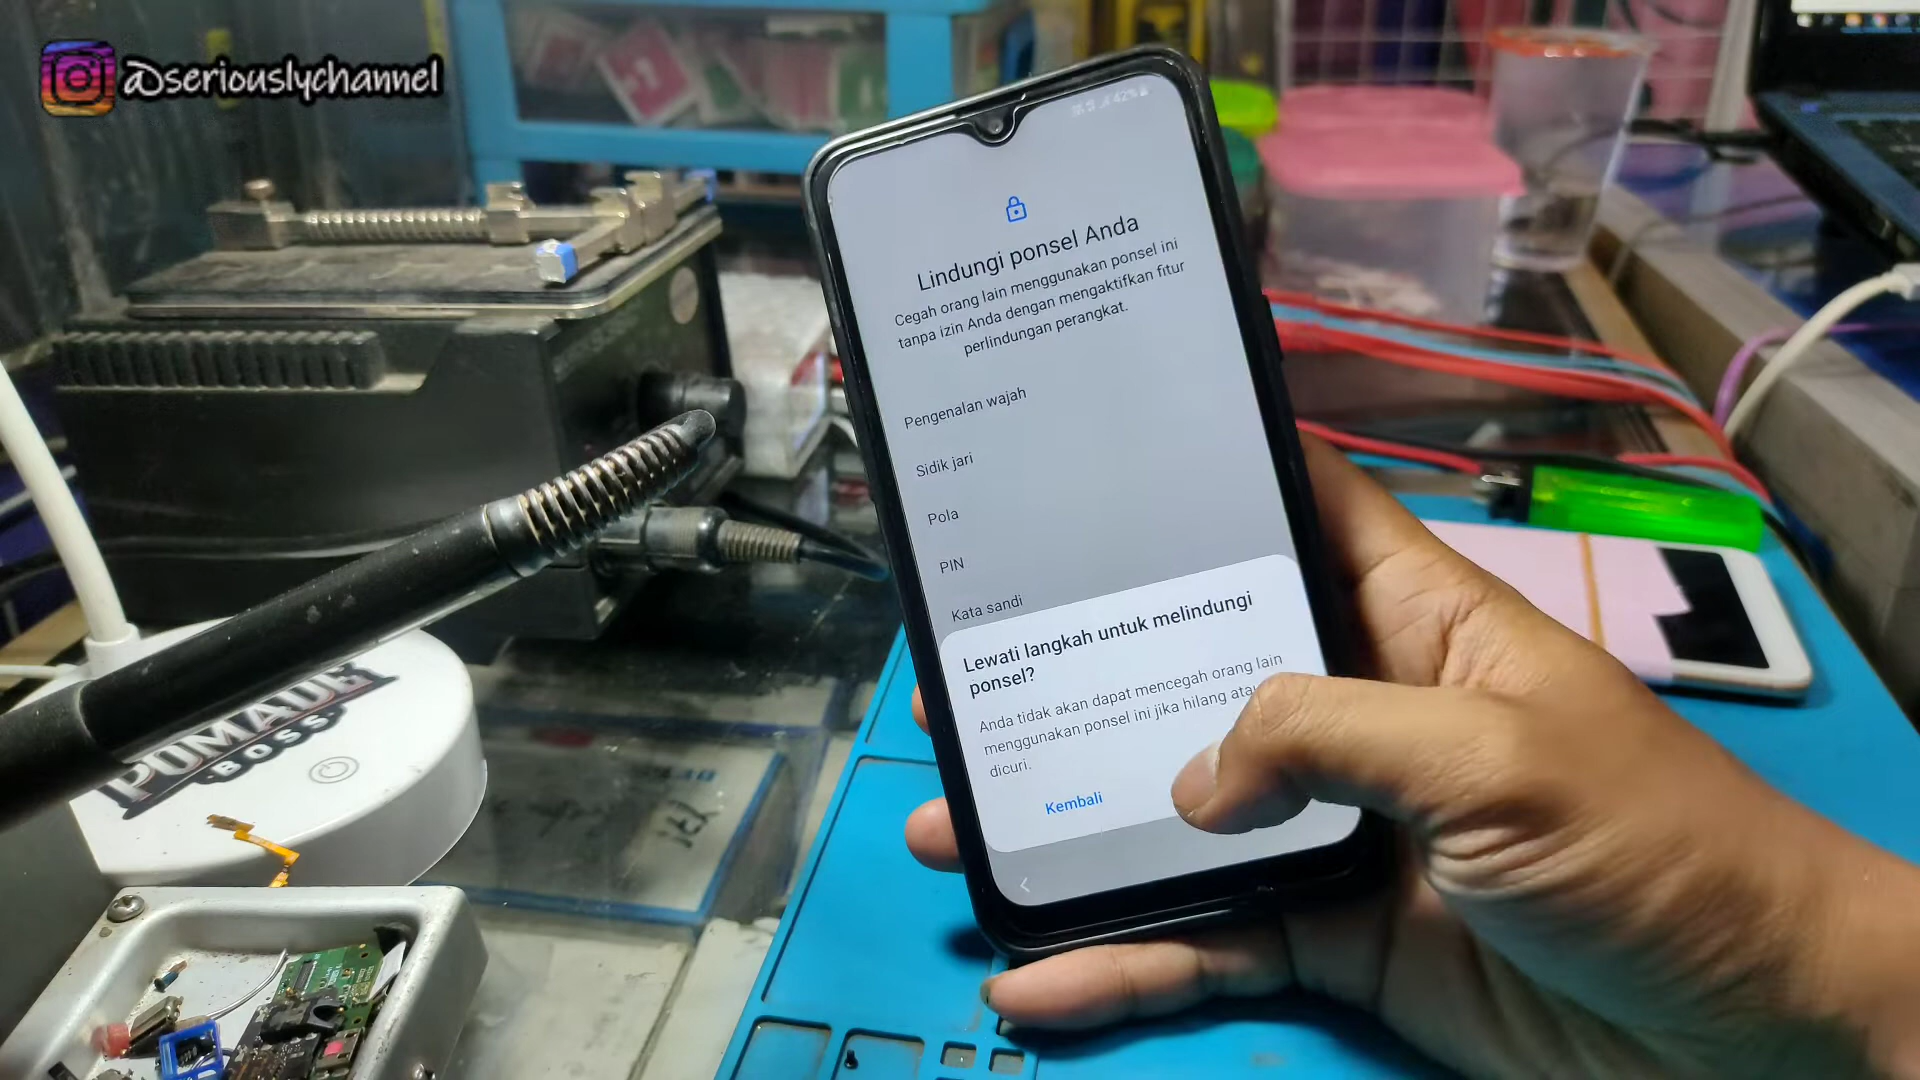 @seriouslychannel
42%
Lindungi ponsel Anda
Cegah orang lain menggunakan ponsel ini
tanpa izin Anda dengan mengaktifkan fitur
perlindungan perangkat.
Pengenalan wajah
Sidik jari
Pola
PIN
Kata sandi
Lewati langkah untuk melindungi
ponsel?
Anda tidak akan dapat mencegah orang lain
menggunakan ponsel ini jika hilang atau
dicuri.
Kembali
POMADE
BOSS